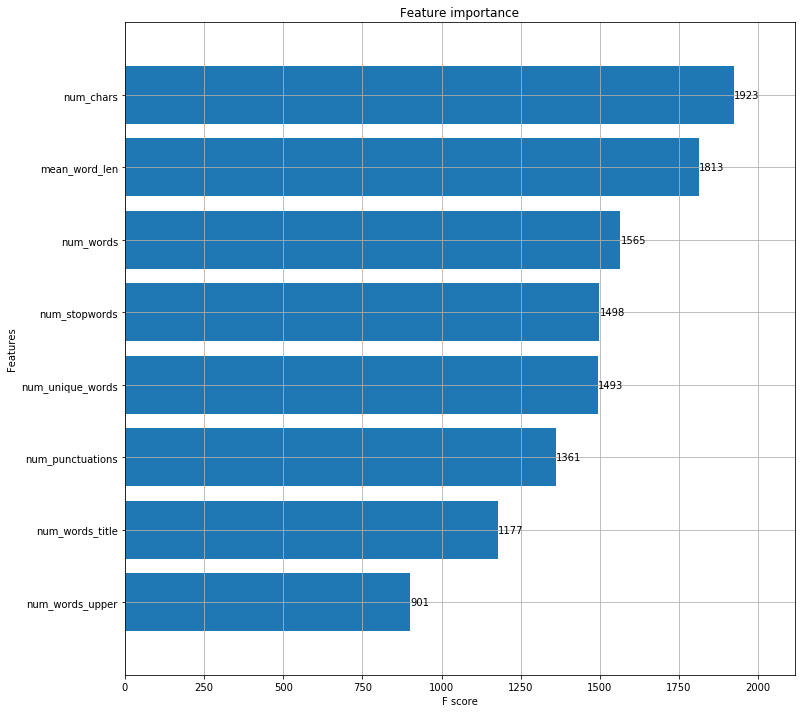 Feature importance
num_chars
1923
mean_word_len
1813
num_words
1565
num_stopwords
1498
num_unique_words
1493
num_punctuations
1361
num_words_title
1177
num_words_upper
901
Features
0 250 500 750 1000 1250 1500 1750 2000
F score